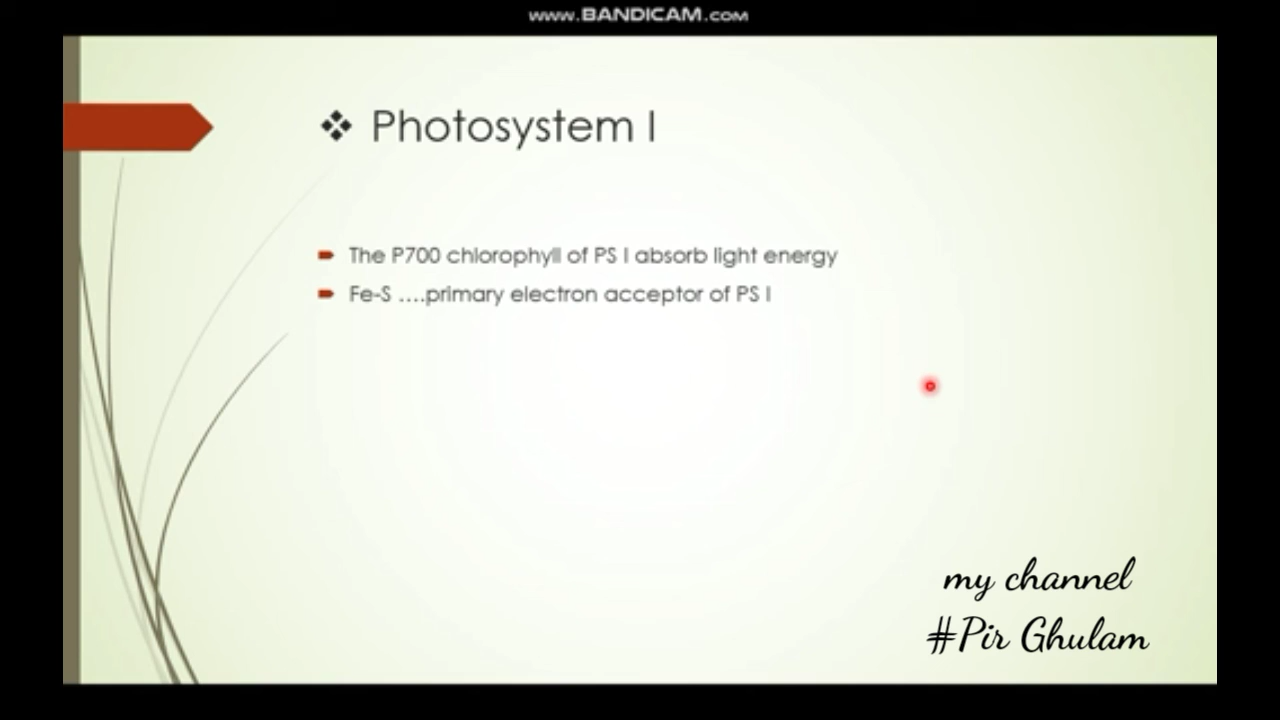 www.BANDICAM.com
❖ Photosystem I
The P700 chlorophyll of PS I absorb light energy
Fe-S ....primary electron acceptor of PS I
my channel
#Pir Ghulam